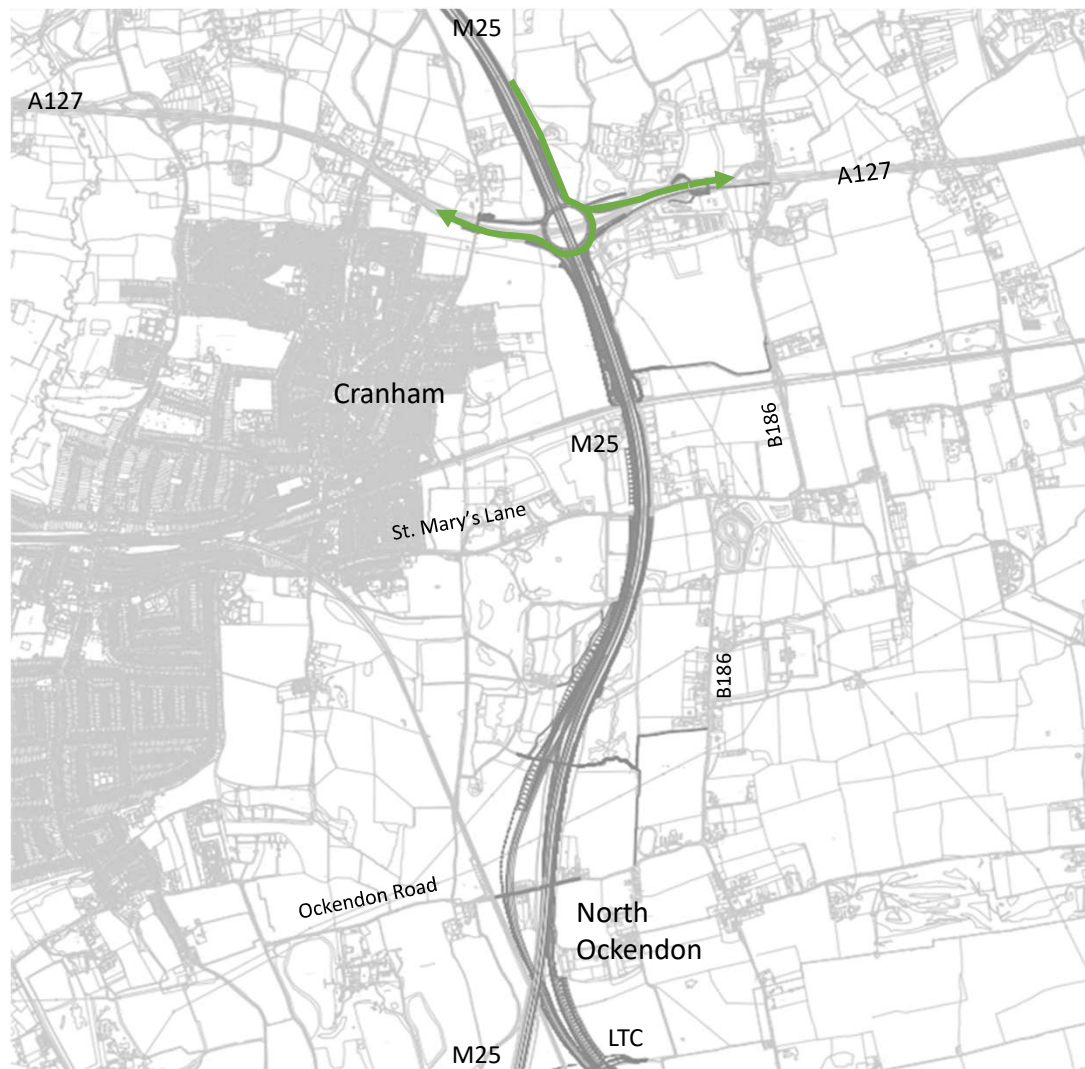 M25
A127
A127
Cranham
B186
M25
St. Mary's Lane
B186
Ockendon Road
North
Ockendon
LTC
M25